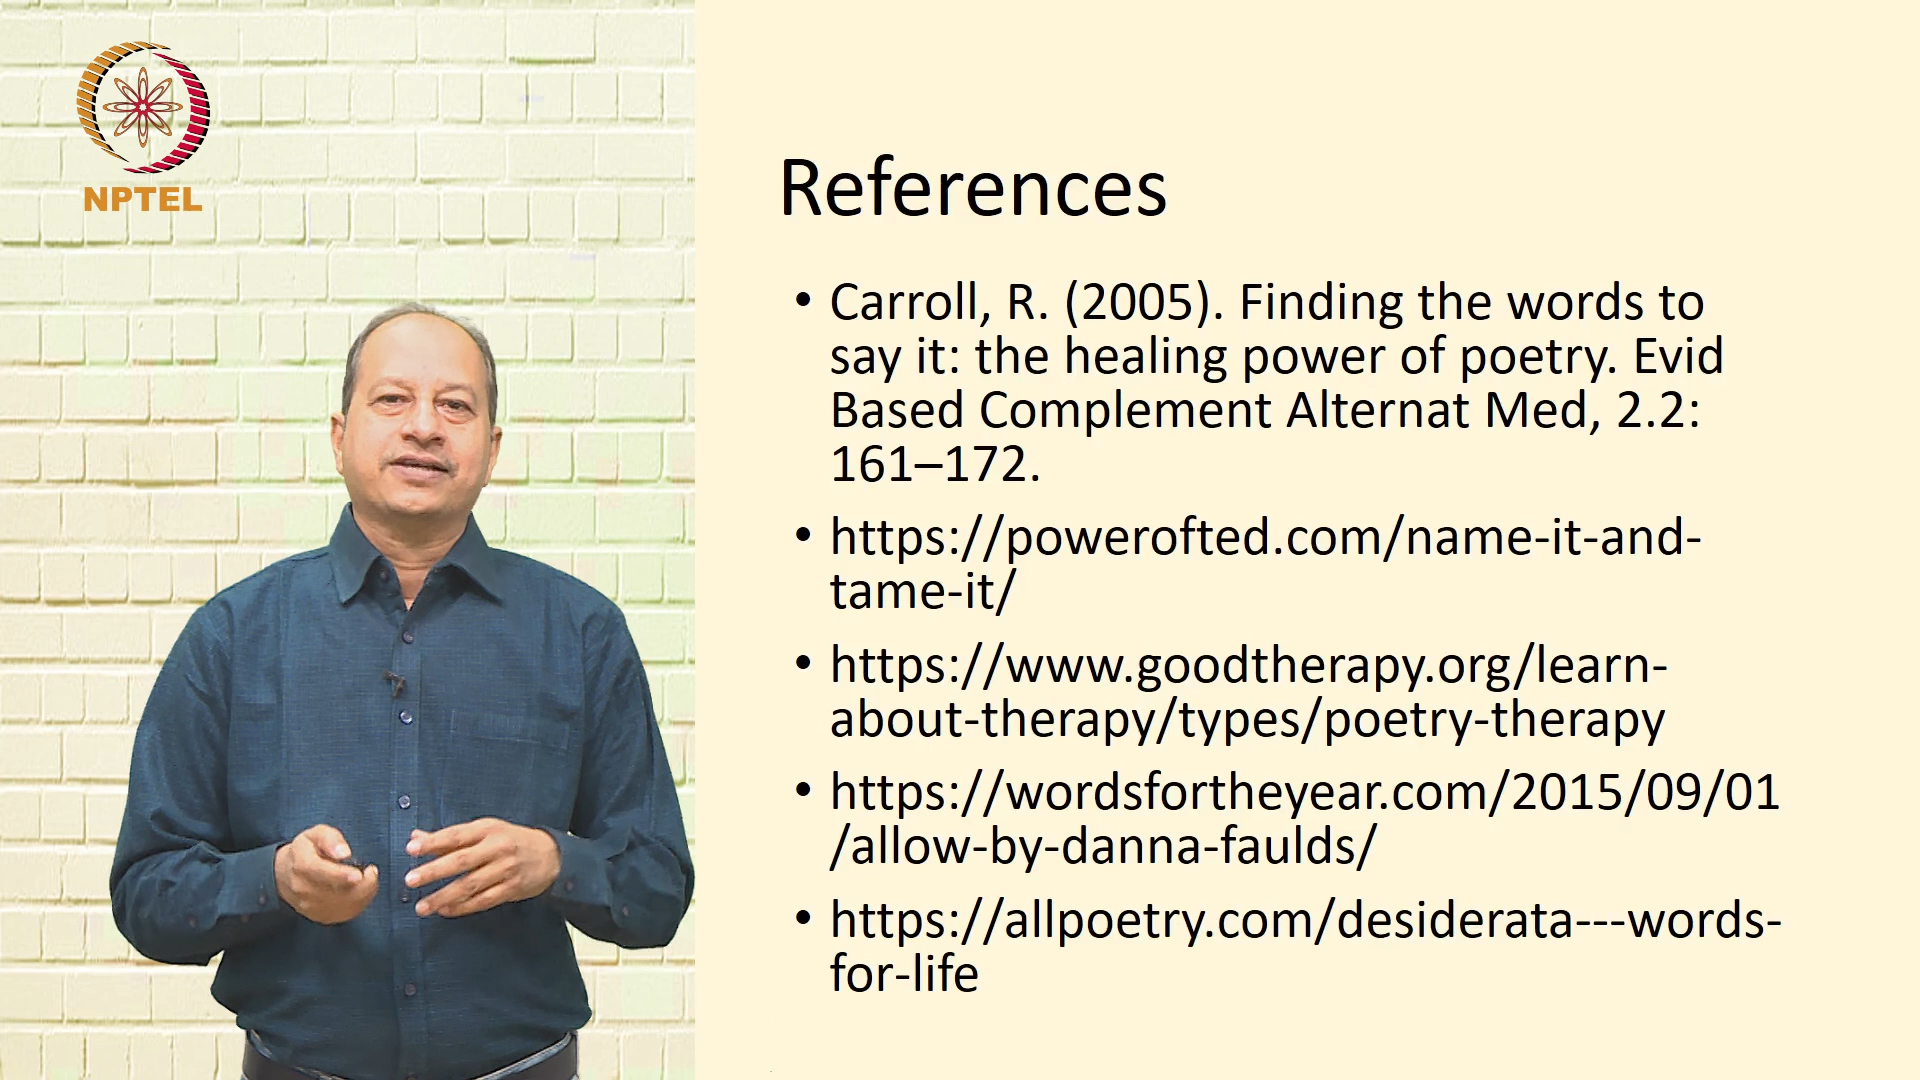 NPTEL
References
• Carroll, R. (2005). Finding the words to
say it: the healing power of poetry. Evid
Based Complement Alternat Med, 2.2:
161–172.
• https://powerofted.com/name-it-and-
tame-it/
• https://www.goodtherapy.org/learn-
about-therapy/types/poetry-therapy
• https://wordsfortheyear.com/2015/09/01
/allow-by-danna-faulds/
• https://allpoetry.com/desiderata---words-
for-life